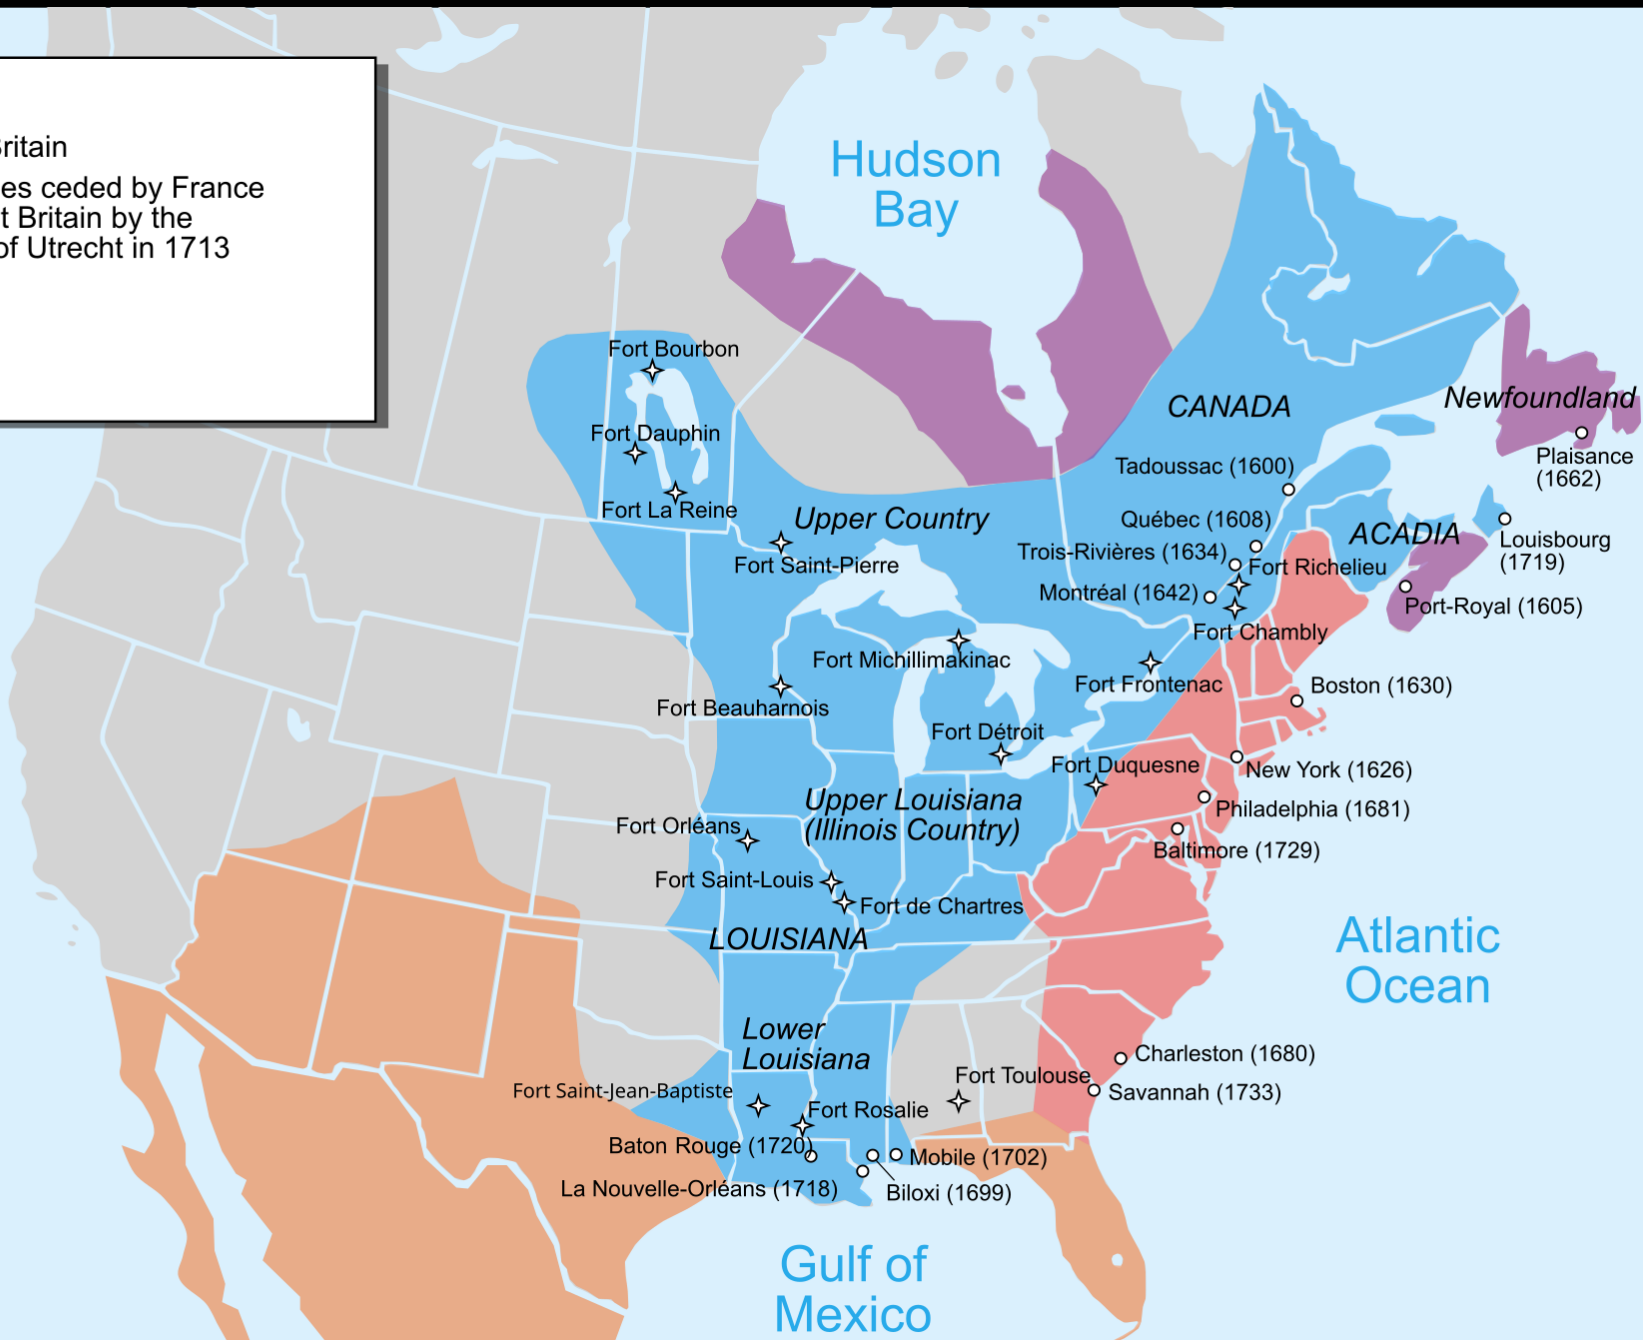 Britain
es ceded by France
t Britain by the
of Utrecht in 1713
Hudson
Bay
Fort Bourbon
Fort Dauphin
Fort La Reine
CANADA
Newfoundland
Plaisance
(1662)
Tadoussac (1600)
Upper Country
Québec (1608)
ACADIA
Louisbourg
(1719)
Trois-Rivières (1634)
Fort Richelieu
Fort Saint-Pierre
Montréal (1642)
Port-Royal (1605)
Fort Chambly
Fort Michillimakinac
Fort Frontenac
Boston (1630)
Fort Beauharnois
Fort Détroit
Fort Duquesne
New York (1626)
Upper Louisiana
(Illinois Country)
Philadelphia (1681)
Fort Orléans
Baltimore (1729)
Fort Saint-Louis
Fort de Chartres
LOUISIANA
Atlantic
Ocean
Lower
Louisiana
Charleston (1680)
Fort Toulouse
Fort Saint-Jean-Baptiste
Savannah (1733)
Fort Rosalie
Baton Rouge (1720)
Mobile (1702)
La Nouvelle-Orléans (1718)
Biloxi (1699)
Gulf of
Mexico